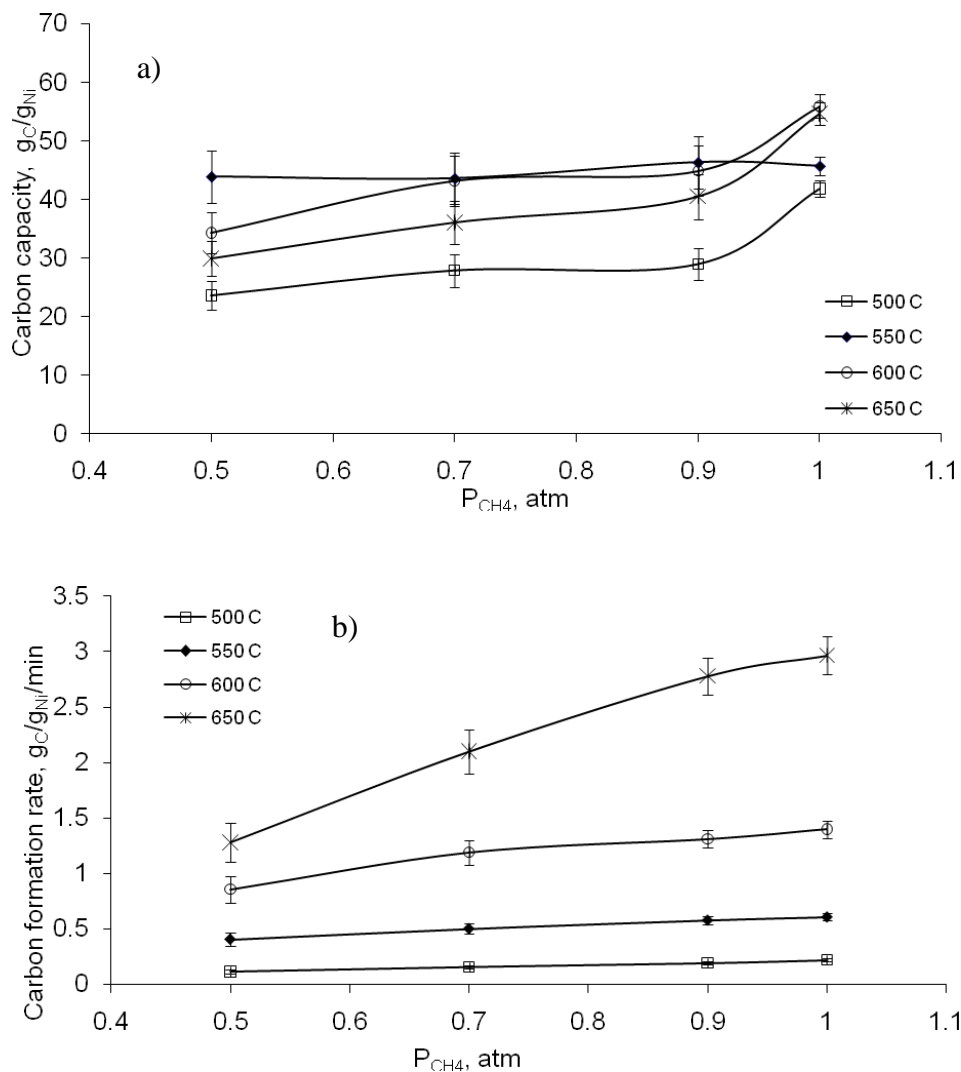 a)
Carbon capacity, gC/gNi
70
60
50
40
30
20
10
0
0.4 0.5 0.6 0.7 0.8 0.9 1 1.1
PCH4, atm
500 C
550 C
600 C
650 C
b)
Carbon formation rate, gC/gNi/min
3.5
3
2.5
2
1.5
1
0.5
0
500 C
550 C
600 C
650 C
0.4 0.5 0.6 0.7 0.8 0.9 1 1.1
PCH4, atm